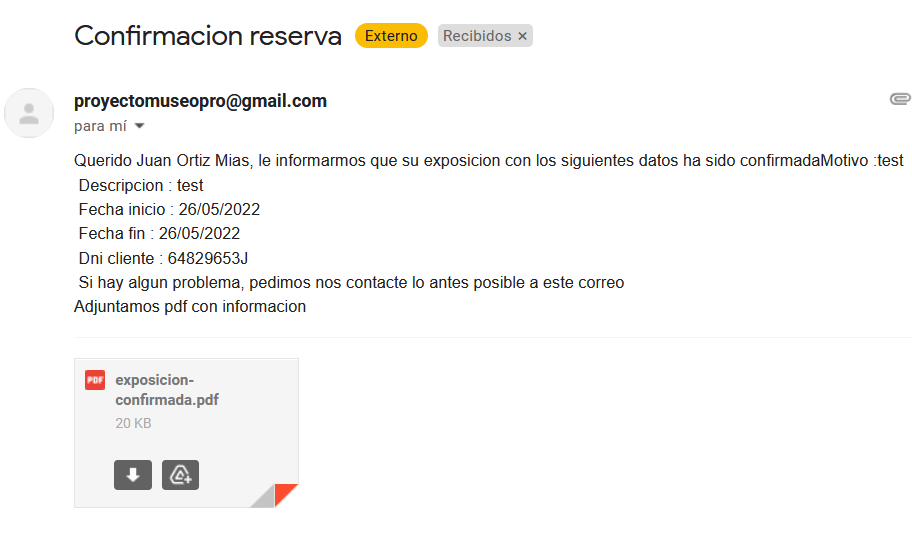 Confirmacion reserva Externo Recibidos ×
proyectomuseopro@gmail.com
para mí
Querido Juan Ortiz Mias, le informarmos que su exposicion con los siguientes datos ha sido confirmadaMotivo :test
Descripcion : test
Fecha inicio : 26/05/2022
Fecha fin : 26/05/2022
Dni cliente : 64829653J
Si hay algun problema, pedimos nos contacte lo antes posible a este correo
Adjuntamos pdf con informacion
PDF exposicion-
confirmada.pdf
20 KB